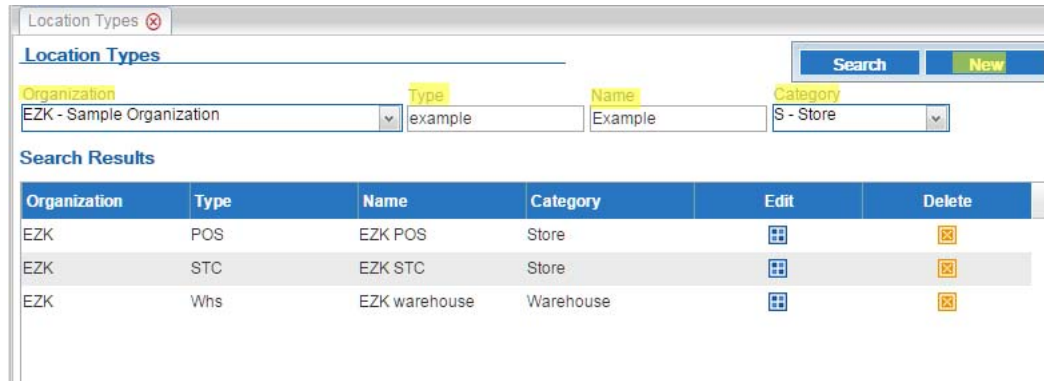 Location Types
Location Types
Search New
Organization Type Name Category
EZK - Sample Organization example Example S - Store
Search Results
Organization Type Name Category Edit Delete
EZK POS EZK POS Store
EZK STC EZK STC Store
EZK Whs EZK warehouse Warehouse